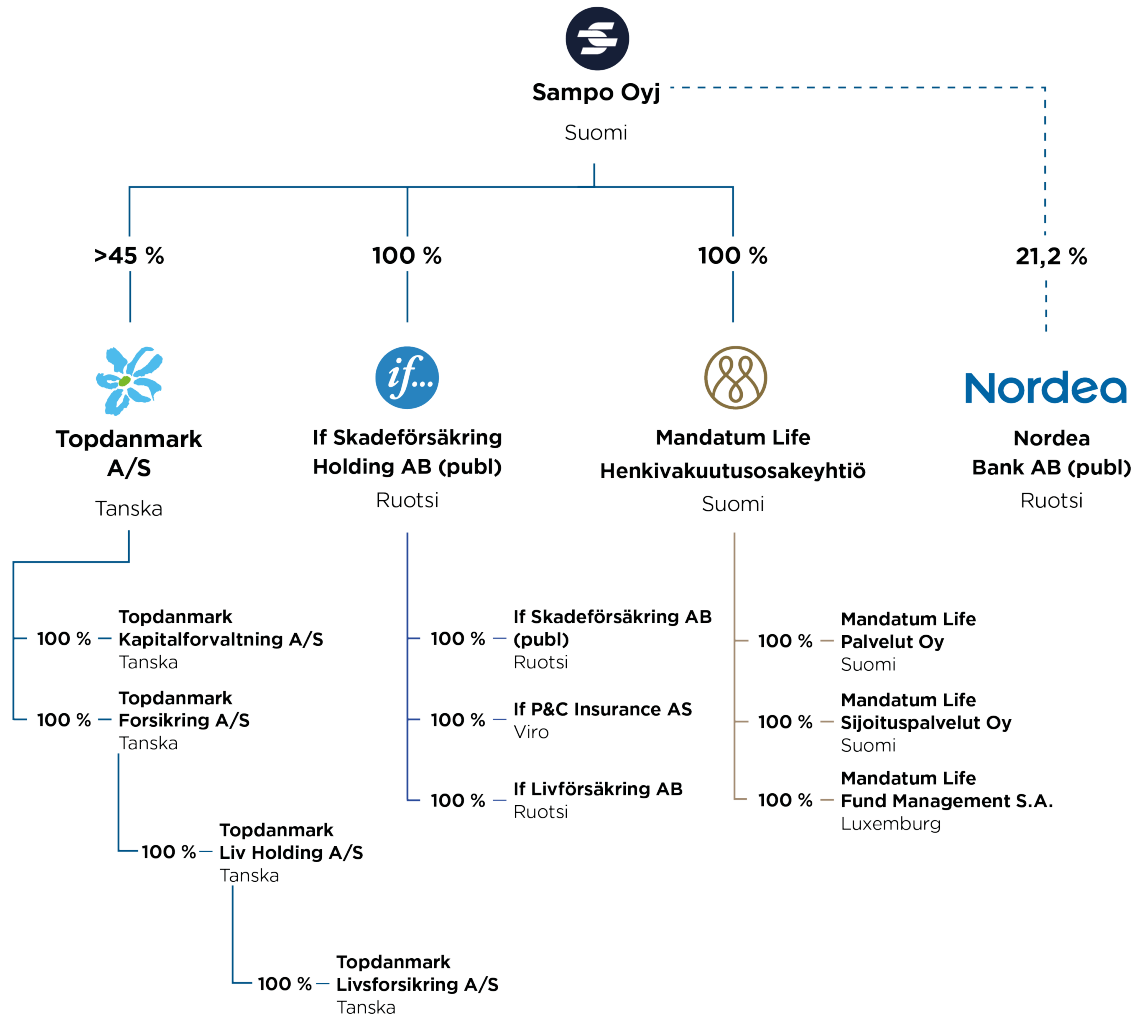 Sampo Oyj
Suomi
>45 %
100 %
100 %
21,2 %
if...
Nordea
Topdanmark
A/S
Tanska
If Skadeförsäkring
Holding AB (publ)
Ruotsi
Mandatum Life
Henkivakuutusosakeyhtiö
Suomi
Nordea
Bank AB (publ)
Ruotsi
100 %
Topdanmark
Kapitalforvaltning A/S
Tanska
100 %
Topdanmark
Forsikring A/S
Tanska
100 %
Topdanmark
Liv Holding A/S
Tanska
100 %
Topdanmark
Livsforsikring A/S
Tanska
100 %
If Skadeförsäkring AB
(publ)
Ruotsi
100 %
If P&C Insurance AS
Viro
100 %
If Livförsäkring AB
Ruotsi
100 %
Mandatum Life
Palvelut Oy
Suomi
100 %
Mandatum Life
Sijoituspalvelut Oy
Suomi
100 %
Mandatum Life
Fund Management S.A.
Luxemburg